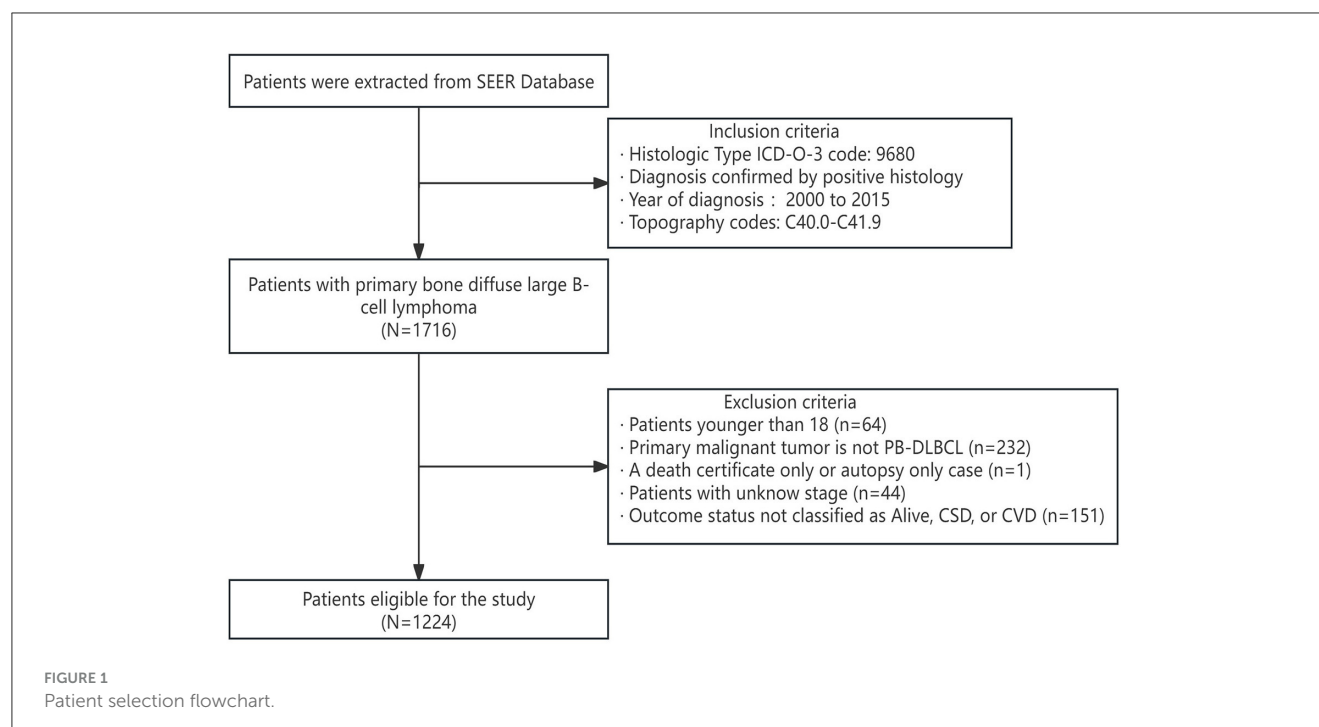 Patients were extracted from SEER Database
Inclusion criteria
· Histologic Type ICD-O-3 code: 9680
· Diagnosis confirmed by positive histology
· Year of diagnosis： 2000 to 2015
· Topography codes: C40.0-C41.9
Patients with primary bone diffuse large B-
cell lymphoma
(N=1716)
Exclusion criteria
· Patients younger than 18 (n=64)
· Primary malignant tumor is not PB-DLBCL (n=232)
· A death certificate only or autopsy only case (n=1)
· Patients with unknow stage (n=44)
· Outcome status not classified as Alive, CSD, or CVD (n=151)
Patients eligible for the study
(N=1224)
FIGURE 1
Patient selection flowchart.